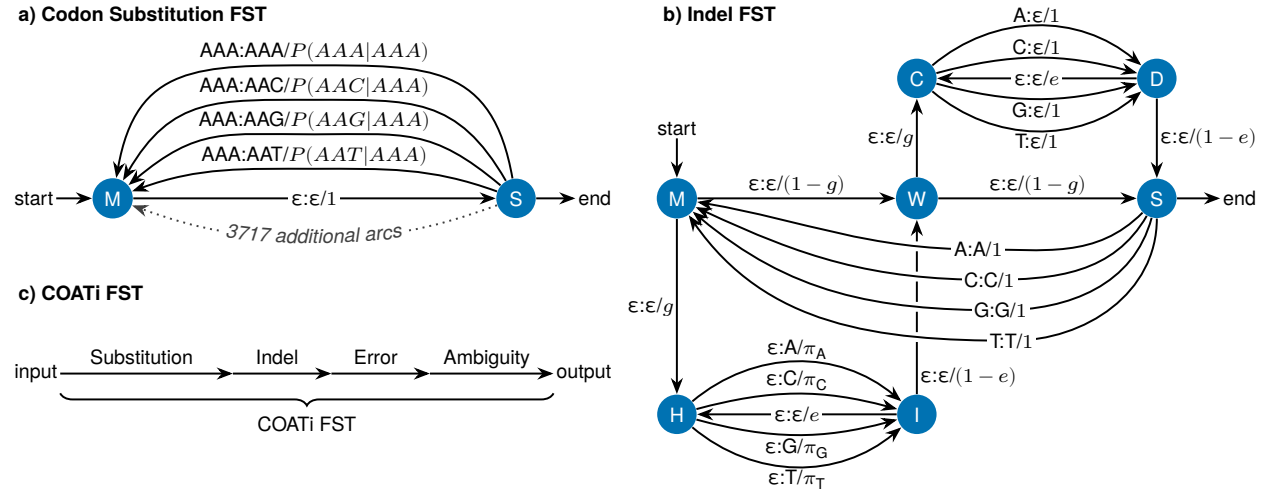 a) Codon Substitution FST
AAA:AAA/P(AAA|AAA)
AAA:AAC/P(AAC|AAA)
AAA:AAG/P(AAG|AAA)
AAA:AAT/P(AAT|AAA)
start M ε:ε/1 S end
3717 additional arcs
c) COATi FST
input Substitution Indel Error Ambiguity output
COATi FST
b) Indel FST
A:ε/1
C:ε/1
C ε:ε/e D
G:ε/1
T:ε/1
start
ε:ε/g
ε:ε/(1 − e)
ε:ε/(1 − g)
ε:ε/(1 − g)
M W S end
A:A/1
C:C/1
G:G/1
T:T/1
ε:ε/g
ε:ε/(1 − e)
ε:A/π_A
ε:C/π_C
H ε:ε/e I
ε:G/π_G
ε:T/π_T